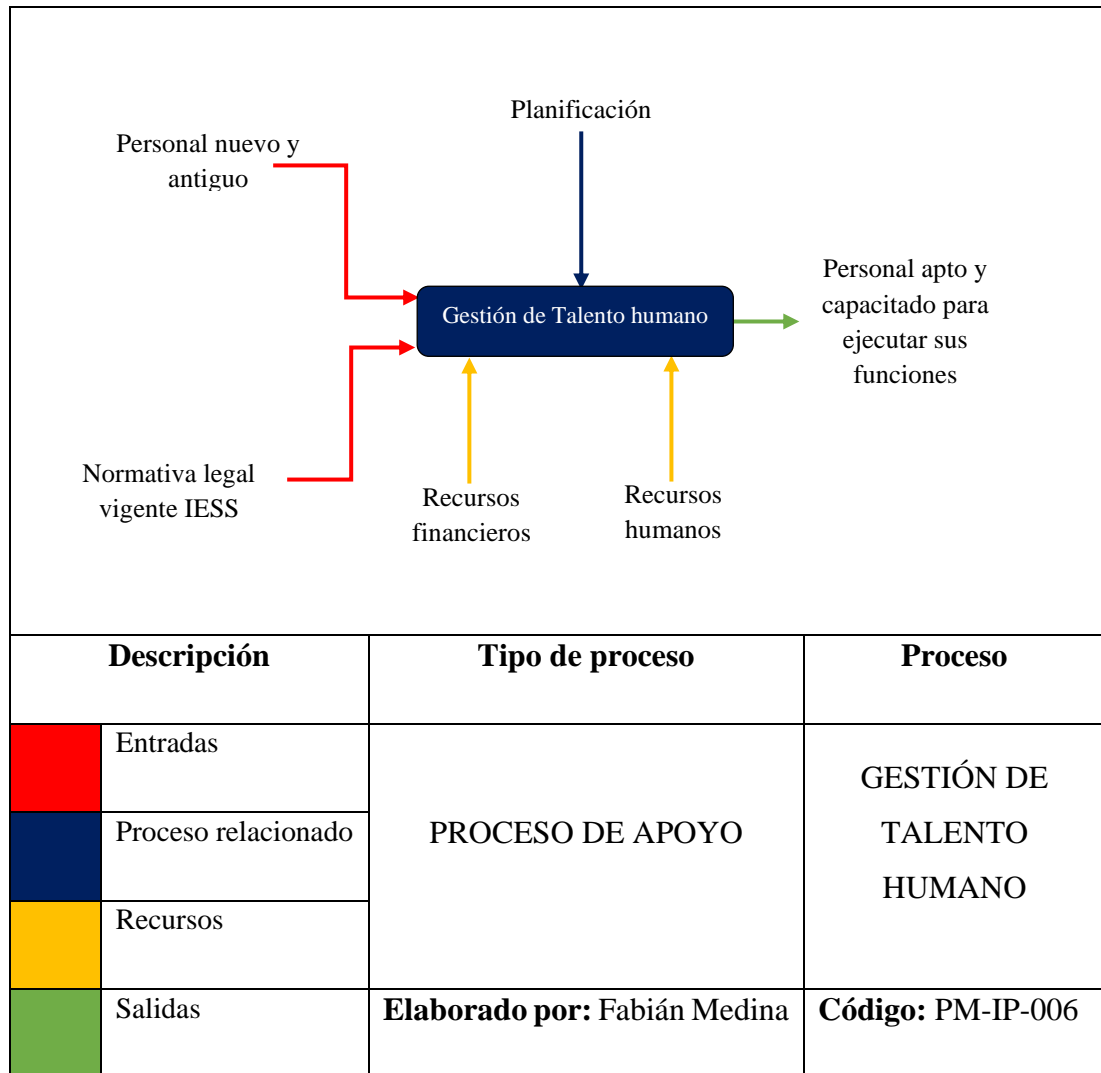 Planificación
Personal nuevo y
antiguo
Personal apto y
capacitado para
ejecutar sus
funciones
Gestión de Talento humano
Normativa legal
vigente IESS
Recursos
financieros
Recursos
humanos
Descripción
Tipo de proceso
Proceso
Entradas
Proceso relacionado
Recursos
PROCESO DE APOYO
GESTIÓN DE
TALENTO
HUMANO
Salidas
Elaborado por: Fabián Medina
Código: PM-IP-006